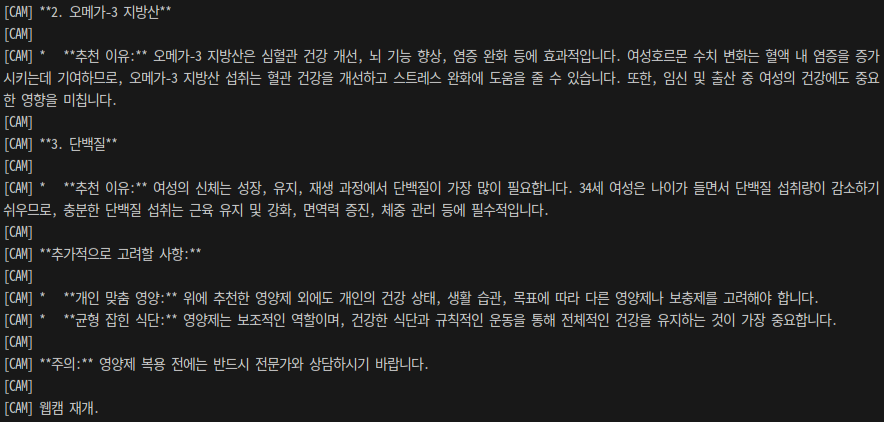 [CAM] **2. 오메가-3 지방산**
[CAM]
[CAM] *   **추천 이유:** 오메가-3 지방산은 심혈관 건강 개선, 뇌 기능 향상, 염증 완화 등에 효과적입니다. 여성호르몬 수치 변화는 혈액 내 염증을 증가
시키는데 기여하므로, 오메가-3 지방산 섭취는 혈관 건강을 개선하고 스트레스 완화에 도움을 줄 수 있습니다. 또한, 임신 및 출산 중 여성의 건강에도 중요
한 영향을 미칩니다.
[CAM]
[CAM] **3. 단백질**
[CAM]
[CAM] *   **추천 이유:** 여성의 신체는 성장, 유지, 재생 과정에서 단백질이 가장 많이 필요합니다. 34세 여성은 나이가 들면서 단백질 섭취량이 감소하기
쉬우므로, 충분한 단백질 섭취는 근육 유지 및 강화, 면역력 증진, 체중 관리 등에 필수적입니다.
[CAM]
[CAM] **추가적으로 고려할 사항:**
[CAM]
[CAM] *   **개인 맞춤 영양:** 위에 추천한 영양제 외에도 개인의 건강 상태, 생활 습관, 목표에 따라 다른 영양제나 보충제를 고려해야 합니다.
[CAM] *   **균형 잡힌 식단:** 영양제는 보조적인 역할이며, 건강한 식단과 규칙적인 운동을 통해 전체적인 건강을 유지하는 것이 가장 중요합니다.
[CAM]
[CAM] **주의:** 영양제 복용 전에는 반드시 전문가와 상담하시기 바랍니다.
[CAM]
[CAM] 웹캠 재개.